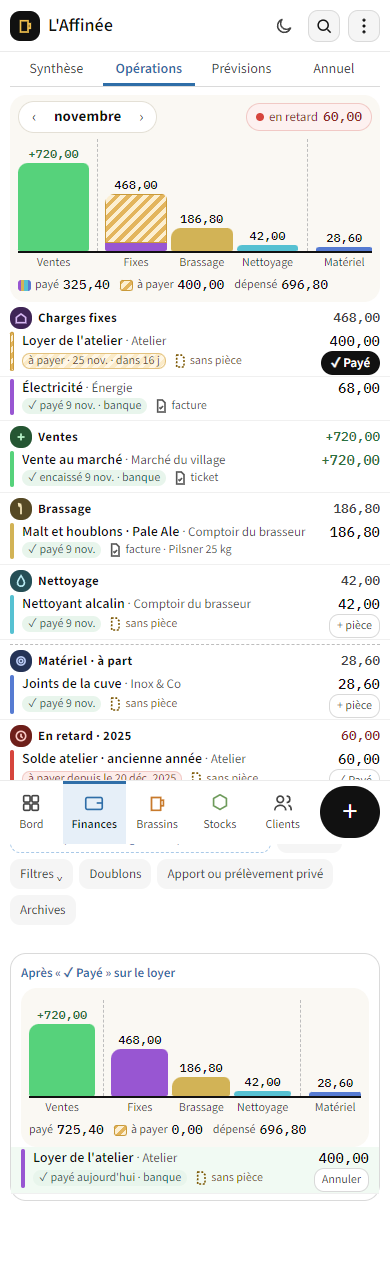 L'Affinée
Synthèse Opérations Prévisions Annuel
‹ novembre › en retard 60,00
+720,00 468,00 186,80 42,00 28,60
Ventes Fixes Brassage Nettoyage Matériel
payé 325,40 à payer 400,00 dépensé 696,80
Charges fixes 468,00
Loyer de l'atelier · Atelier 400,00
à payer · 25 nov. · dans 16 j sans pièce ✓ Payé
Électricité · Énergie 68,00
✓ payé 9 nov. · banque facture
Ventes +720,00
Vente au marché · Marché du village +720,00
✓ encaissé 9 nov. · banque ticket
Brassage 186,80
Malt et houblons · Pale Ale · Comptoir du brasseur 186,80
✓ payé 9 nov. facture · Pilsner 25 kg
Nettoyage 42,00
Nettoyant alcalin · Comptoir du brasseur 42,00
✓ payé 9 nov. sans pièce + pièce
Matériel · à part 28,60
Joints de la cuve · Inox & Co 28,60
✓ payé 9 nov. sans pièce + pièce
En retard · 2025 60,00
Solde atelier · ancienne année · Atelier 60,00
à payer depuis le 20 déc. 2025 sans pièce ✓ Payé
Bord Finances Brassins Stocks Clients +
Filtres Doublons Apport ou prélèvement privé
Archives
Après « ✓ Payé » sur le loyer
+720,00 468,00 186,80 42,00 28,60
Ventes Fixes Brassage Nettoyage Matériel
payé 725,40 à payer 0,00 dépensé 696,80
Loyer de l'atelier · Atelier 400,00
✓ payé aujourd'hui · banque sans pièce Annuler